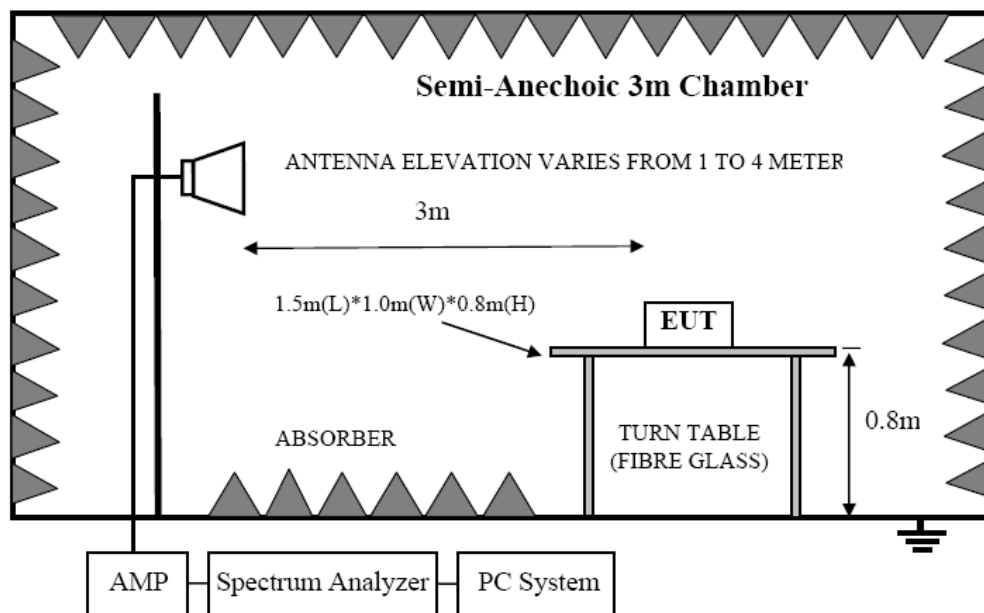 Semi-Anechoic 3m Chamber
ANTENNA ELEVATION VARIES FROM 1 TO 4 METER
3m
1.5m(L)*1.0m(W)*0.8m(H)
EUT
0.8m
ABSORBER
TURN TABLE
(FIBRE GLASS)
AMP
Spectrum Analyzer
PC System